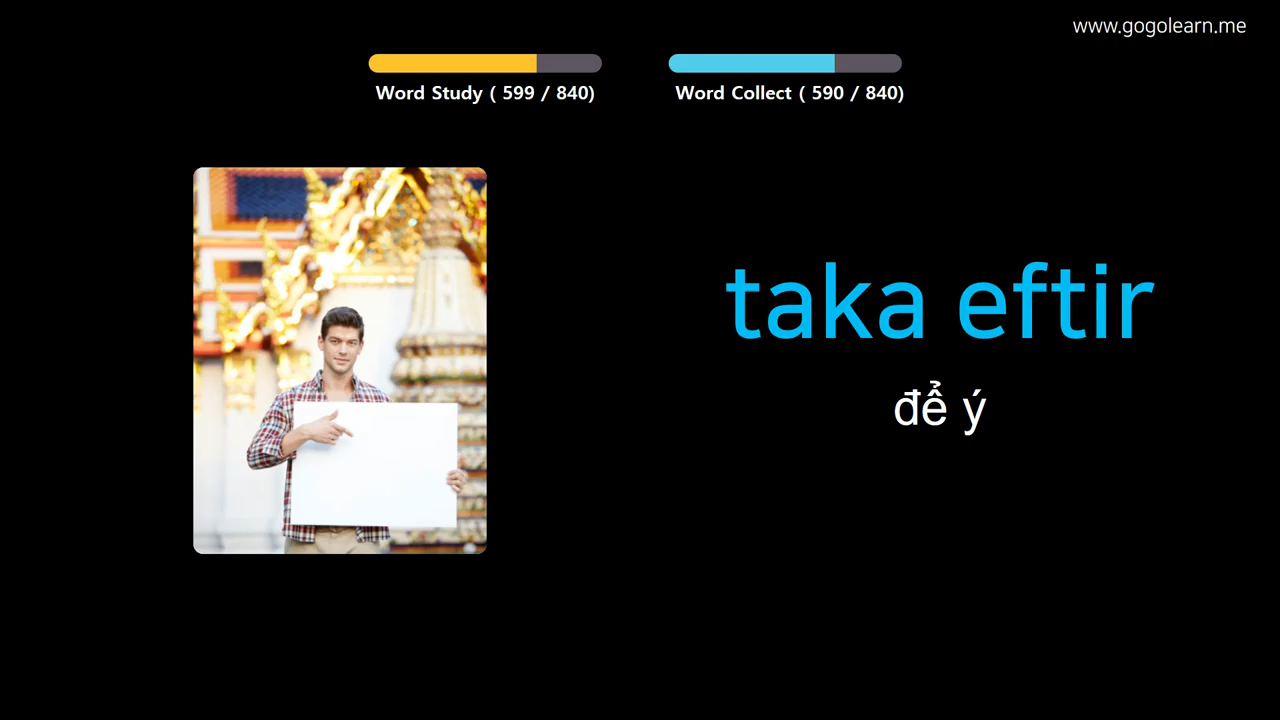 www.gogolearn.me
Word Study ( 599 / 840)
Word Collect ( 590 / 840)
taka eftir
để ý